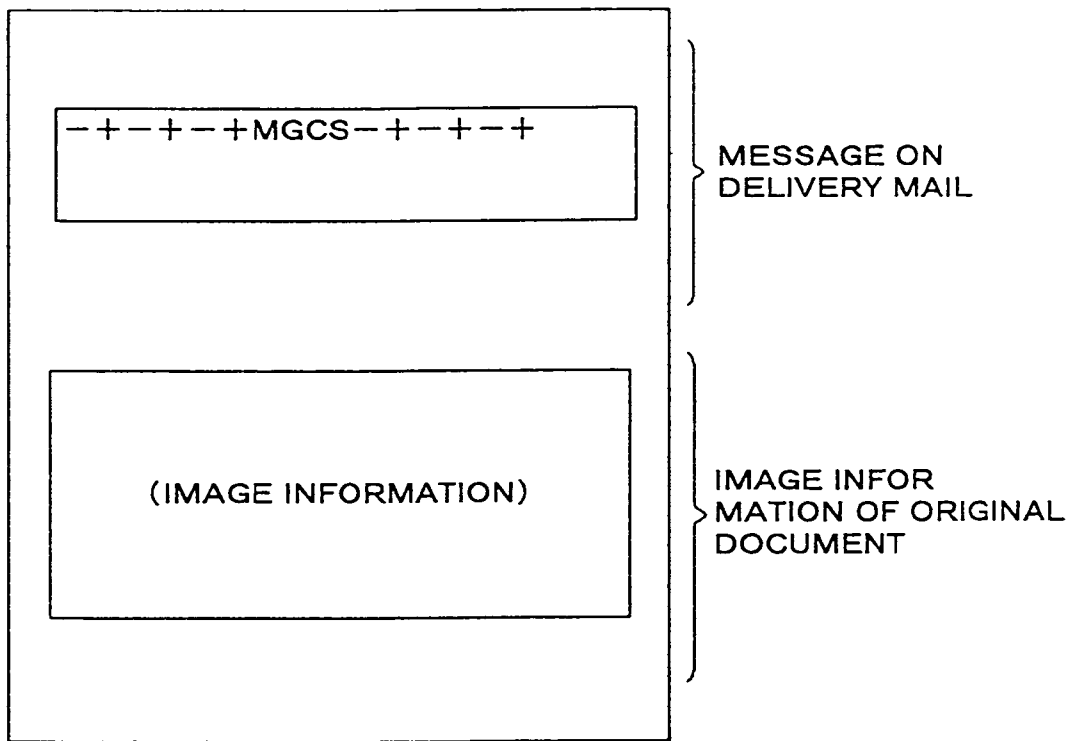 -+-+-+MGCS-+-+-+
MESSAGE ON
DELIVERY MAIL
(IMAGE INFORMATION)
IMAGE INFOR
MATION OF ORIGINAL
DOCUMENT